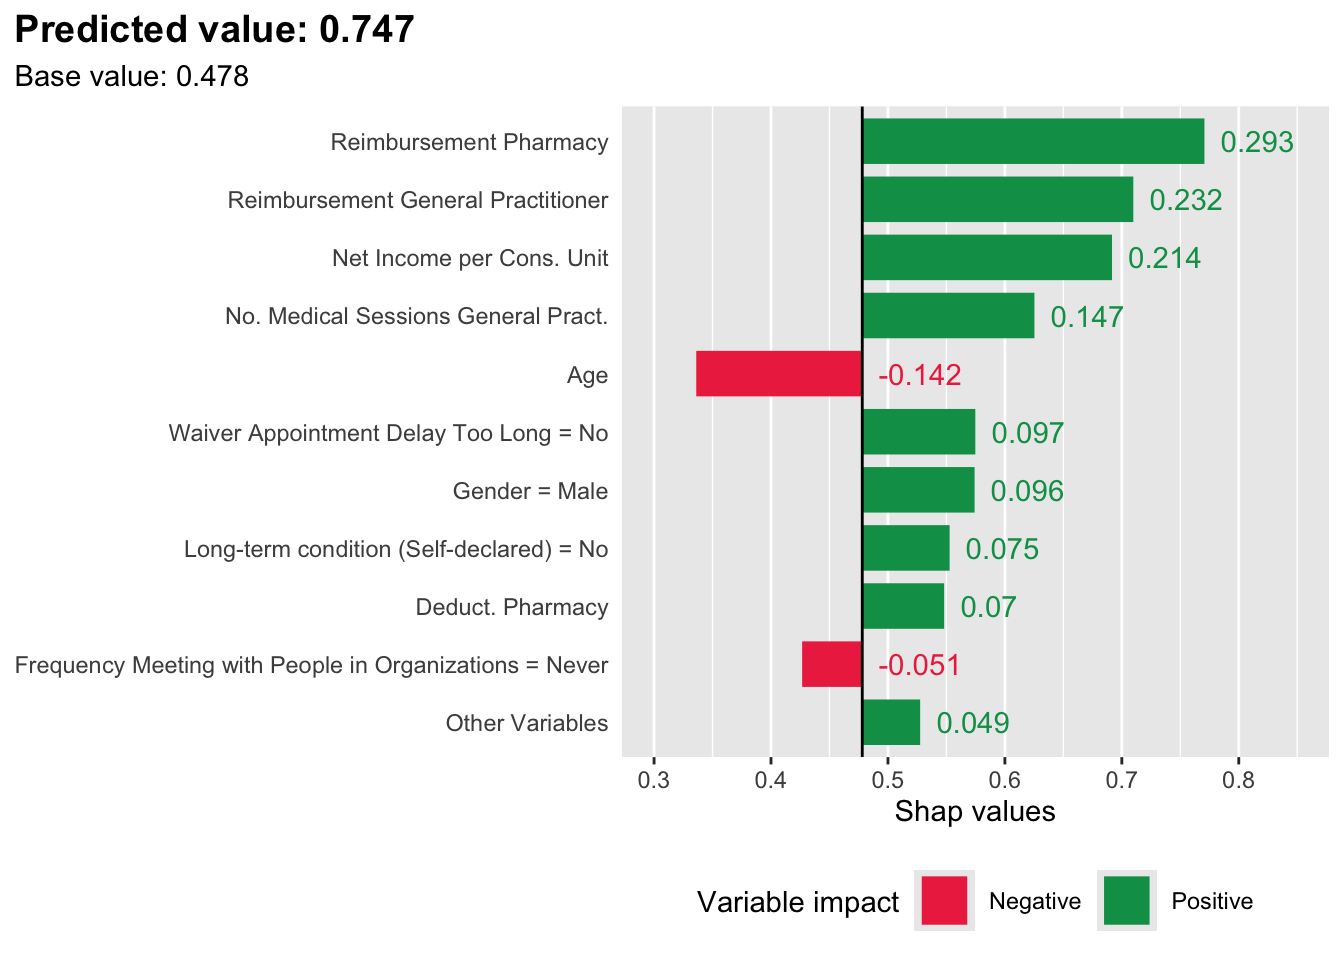 Predicted value: 0.747
Base value: 0.478
Reimbursement Pharmacy 0.293
Reimbursement General Practitioner 0.232
Net Income per Cons. Unit 0.214
No. Medical Sessions General Pract. 0.147
Age -0.142
Waiver Appointment Delay Too Long = No 0.097
Gender = Male 0.096
Long-term condition (Self-declared) = No 0.075
Deduct. Pharmacy 0.07
Frequency Meeting with People in Organizations = Never -0.051
Other Variables 0.049
0.3 0.4 0.5 0.6 0.7 0.8
Shap values
Variable impact Negative Positive